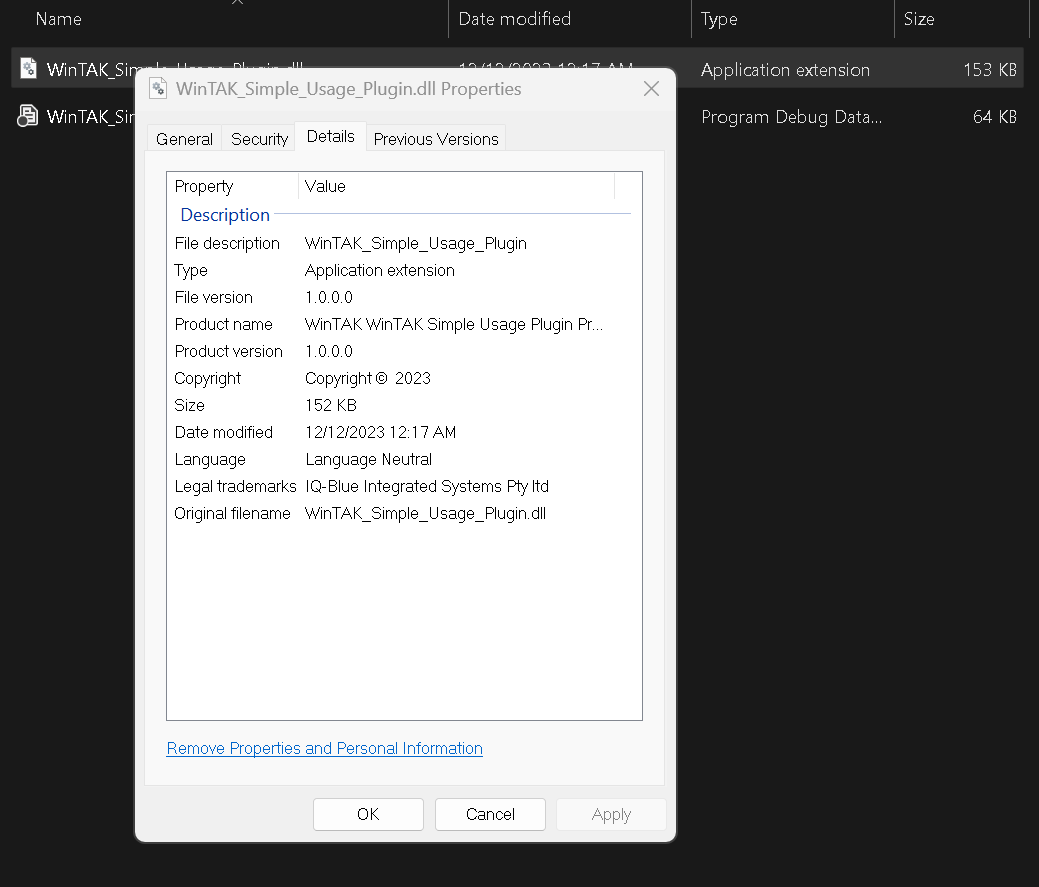 Name Date modified Type Size
WinTAK_Simple_Usage_Plugin.dll 12/12/2023 12:17 AM Application extension 153 KB
WinTAK_Sir Program Debug Data... 64 KB
WinTAK_Simple_Usage_Plugin.dll Properties
General Security Details Previous Versions
Property Value
Description
File description WinTAK_Simple_Usage_Plugin
Type Application extension
File version 1.0.0.0
Product name WinTAK WinTAK Simple Usage Plugin Pr...
Product version 1.0.0.0
Copyright Copyright © 2023
Size 152 KB
Date modified 12/12/2023 12:17 AM
Language Language Neutral
Legal trademarks IQ-Blue Integrated Systems Pty ltd
Original filename WinTAK_Simple_Usage_Plugin.dll
Remove Properties and Personal Information
OK Cancel Apply